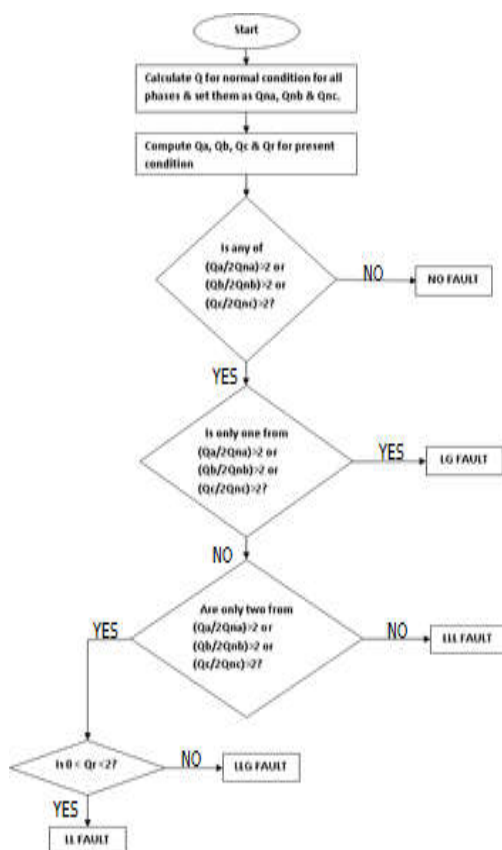 Start
Calculate Q for normal condition for all
phases & set them as Qna, Qnb & Qnc.
Compute Qa, Qb, Qc & Qr for present
condition
Is any of
(Qa/2Qna)>2 or
(Qb/2Qnb)>2 or
(Qc/2Qnc)>2?
NO
NO FAULT
YES
Is only one from
(Qa/2Qna)>2 or
(Qb/2Qnb)>2 or
(Qc/2Qnc)>2?
YES
LG FAULT
NO
Are only two from
(Qa/2Qna)>2 or
(Qb/2Qnb)>2 or
(Qc/2Qnc)>2?
YES
NO
LLL FAULT
Is 0 < Qr <2?
NO
LLG FAULT
YES
LL FAULT